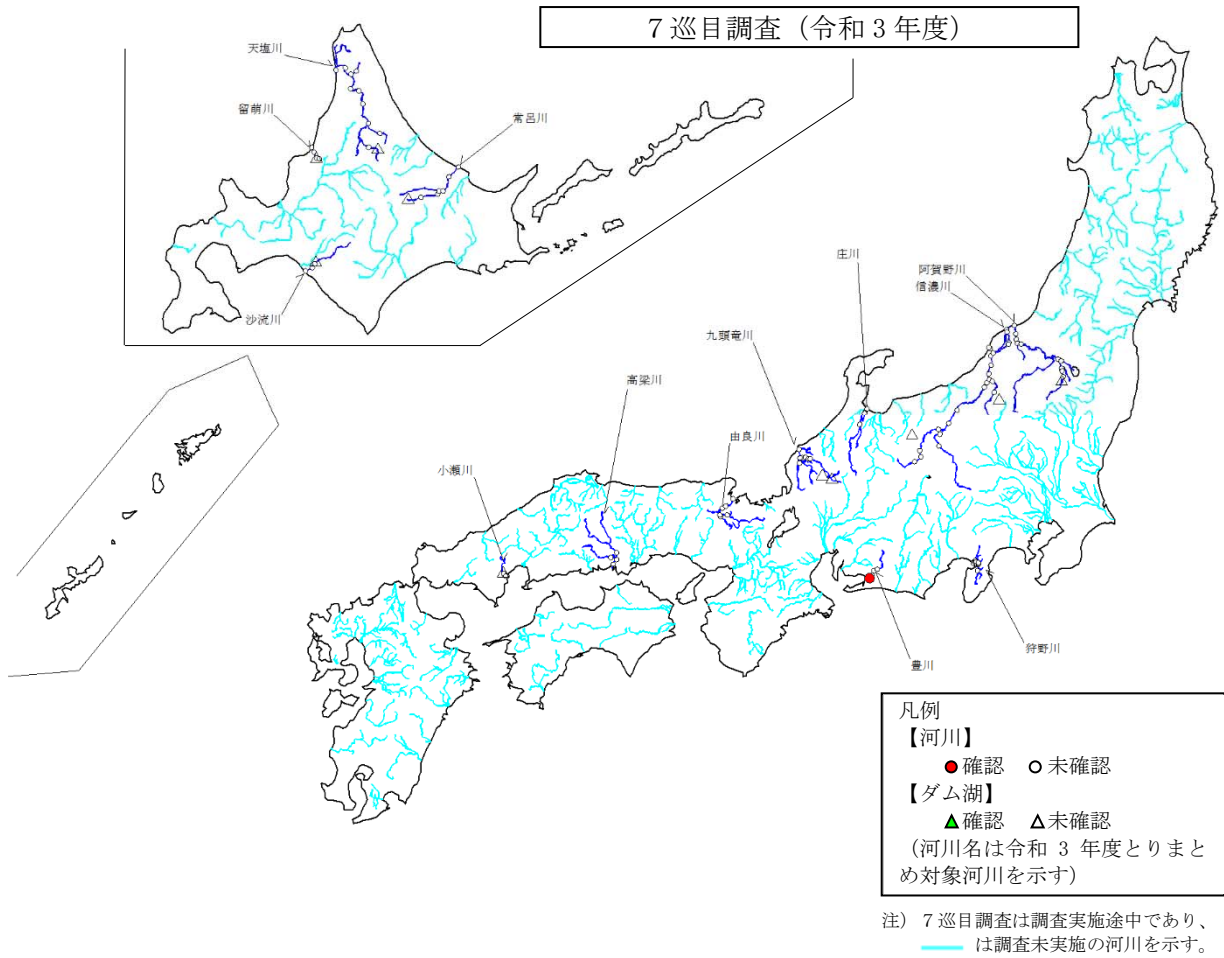 7巡目調査（令和3年度）
天塩川
留萌川
常呂川
沙流川
庄川
阿賀野川
信濃川
九頭竜川
高梁川
由良川
小瀬川
豊川
狩野川
凡例
【河川】
確認 未確認
【ダム湖】
確認 未確認
（河川名は令和 3 年度とりまと
め対象河川を示す）
注）7巡目調査は調査実施途中であり、
は調査未実施の河川を示す。